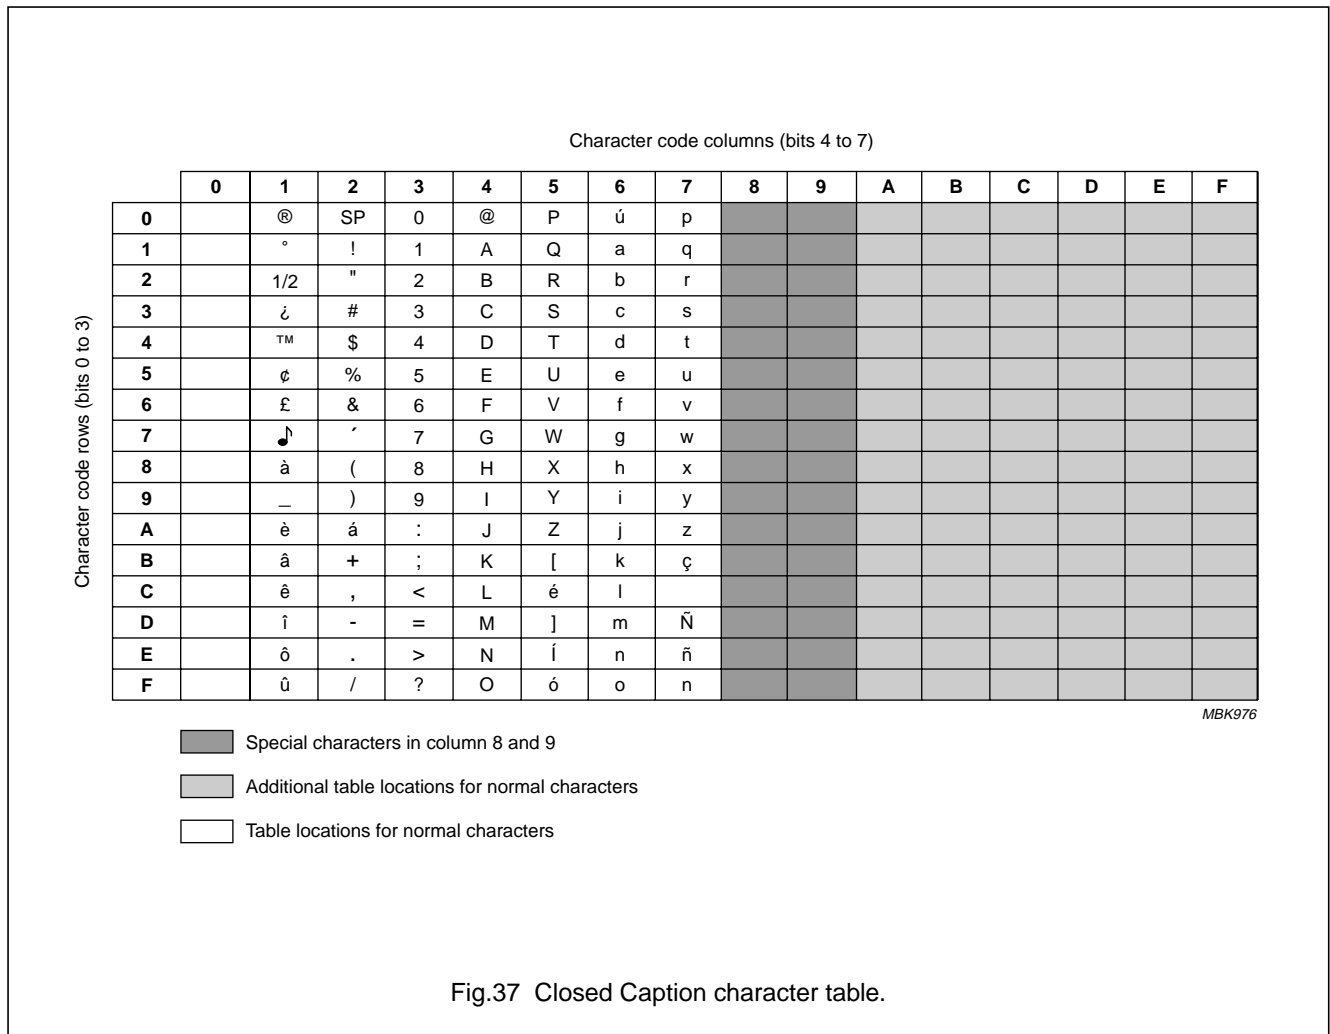 Character code columns (bits 4 to 7)
0 1 2 3 4 5 6 7 8 9 A B C D E F
Character code rows (bits 0 to 3)
0 ® SP 0 @ P ú p
1 ° ! 1 A Q a q
2 1/2 " 2 B R b r
3 ¿ # 3 C S c s
4 ™ $ 4 D T d t
5 ¢ % 5 E U e u
6 £ & 6 F V f v
7 ♪ ´ 7 G W g w
8 à ( 8 H X h x
9 _ ) 9 I Y i y
A è á : J Z j z
B â + ; K [ k ç
C ê , < L é l
D î - = M ] m Ñ
E ô . > N Í n ñ
F û / ? O ó o n
MBK976
Special characters in column 8 and 9
Additional table locations for normal characters
Table locations for normal characters
Fig.37 Closed Caption character table.